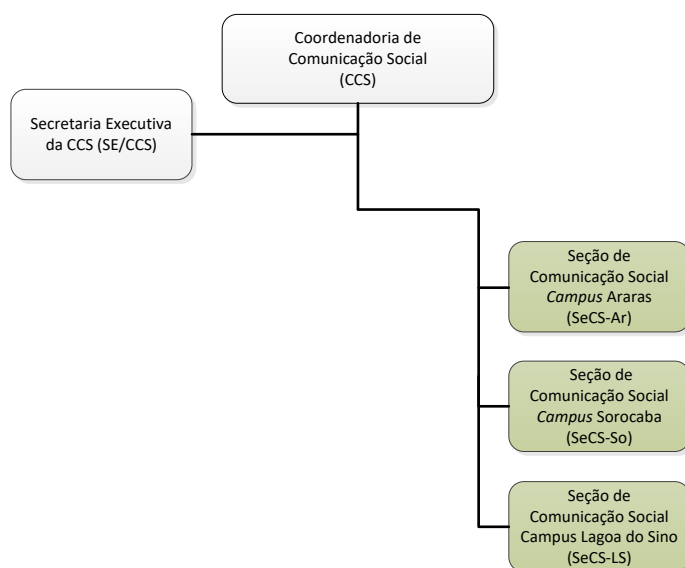 Coordenadoria de
Comunicação Social
(CCS)
Secretaria Executiva
da CCS (SE/CCS)
Seção de
Comunicação Social
Campus Araras
(SeCS-Ar)
Seção de
Comunicação Social
Campus Sorocaba
(SeCS-So)
Seção de
Comunicação Social
Campus Lagoa do Sino
(SeCS-LS)